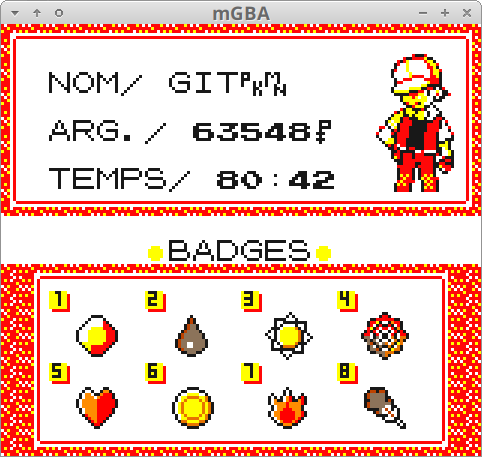 mGBA
NOM/ GITPKMN
ARG./ 63548₽
TEMPS/ 80:42
BADGES
1 2 3 4
5 6 7 8